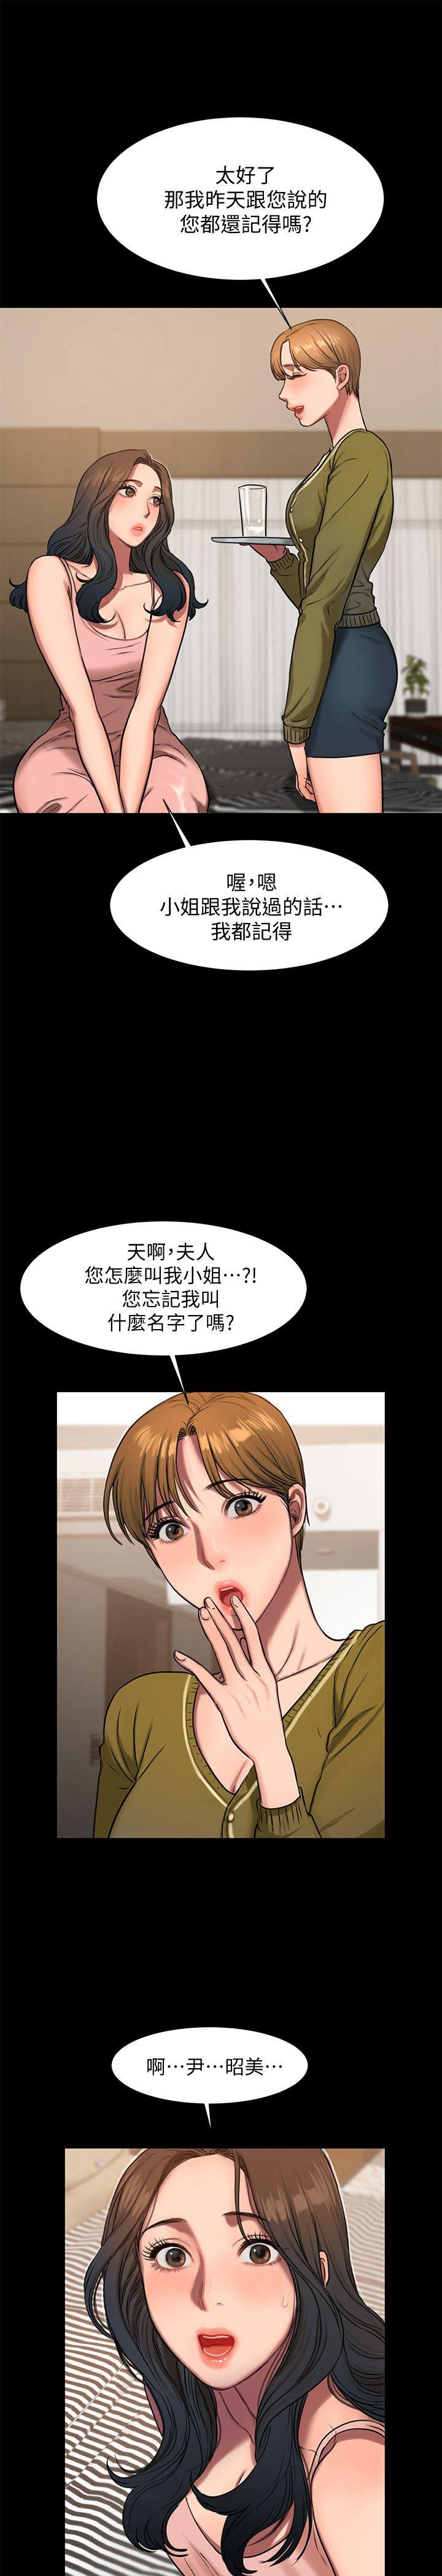 太好了
那我昨天跟您說的
您都還記得嗎?
喔，嗯
小姐跟我說過的話⋯
我都記得
天啊，夫人
您怎麼叫我小姐⋯?!
您忘記我叫
什麼名字了嗎?
啊⋯尹⋯昭美⋯